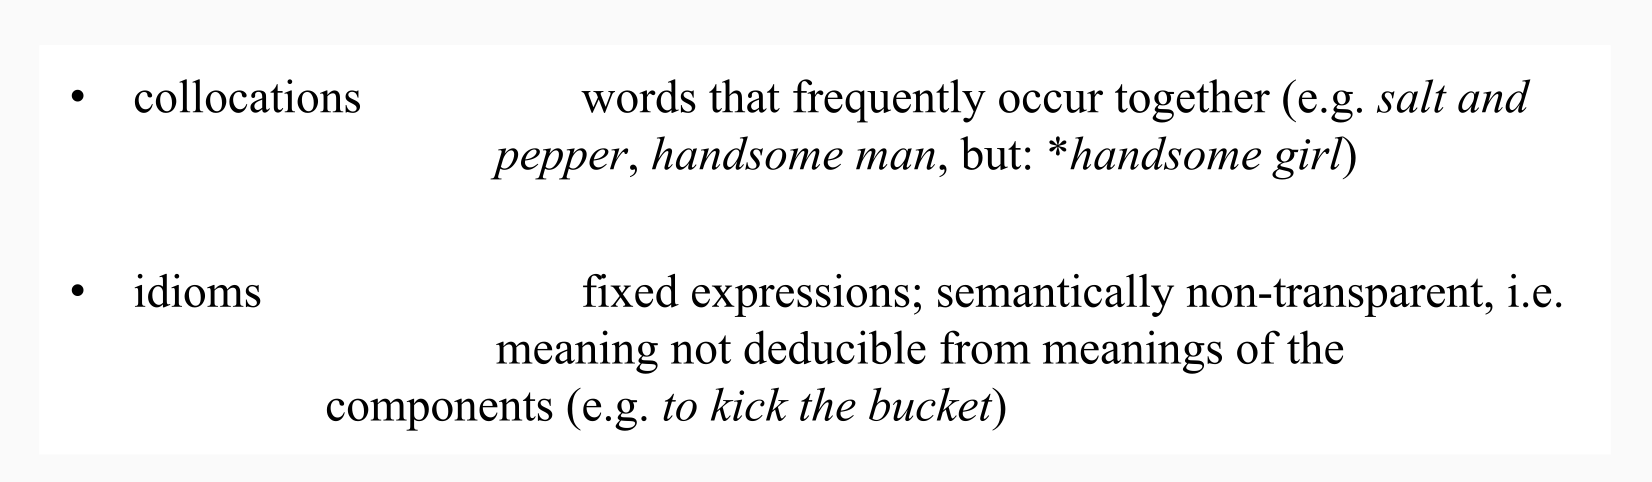 • collocations words that frequently occur together (e.g. salt and
pepper, handsome man, but: *handsome girl)
• idioms fixed expressions; semantically non-transparent, i.e.
meaning not deducible from meanings of the
components (e.g. to kick the bucket)